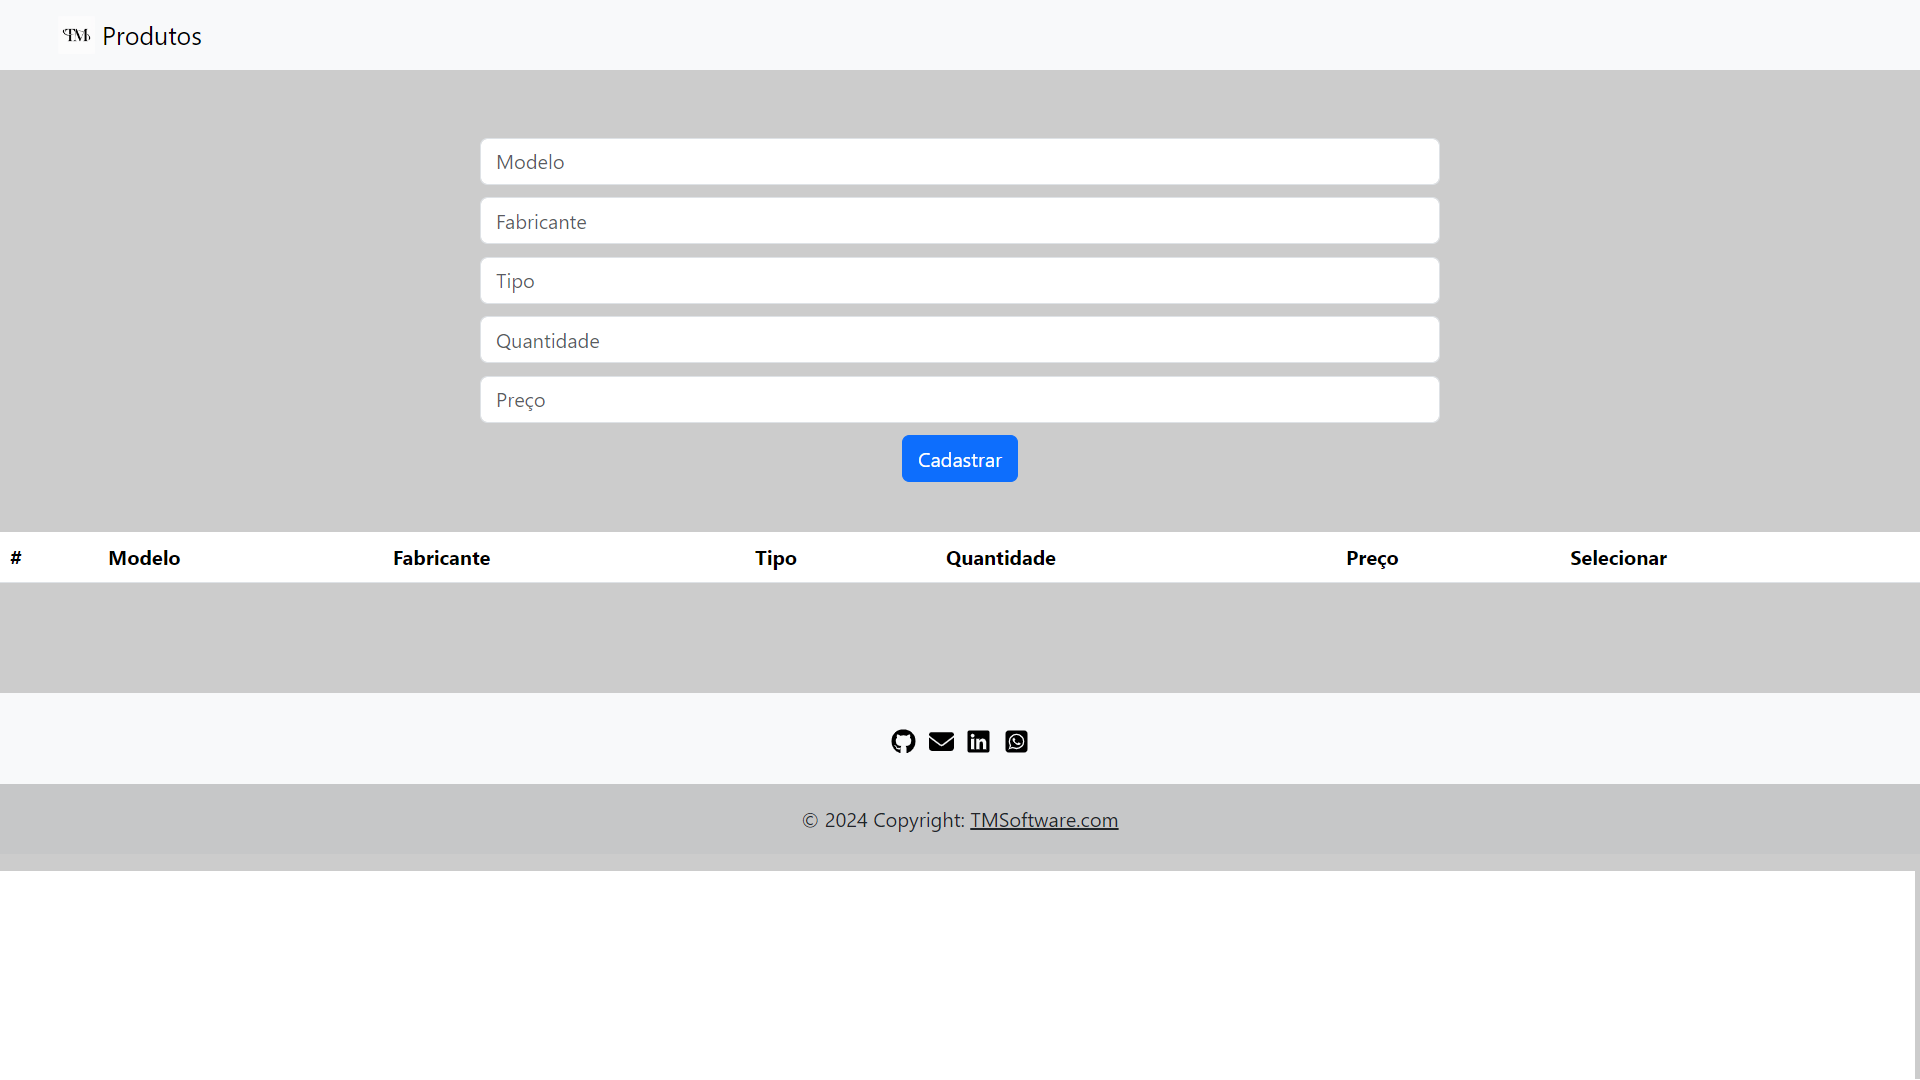 TM Produtos
Modelo
Fabricante
Tipo
Quantidade
Preço
Cadastrar
# Modelo Fabricante Tipo Quantidade Preço Selecionar
© 2024 Copyright: TMSoftware.com